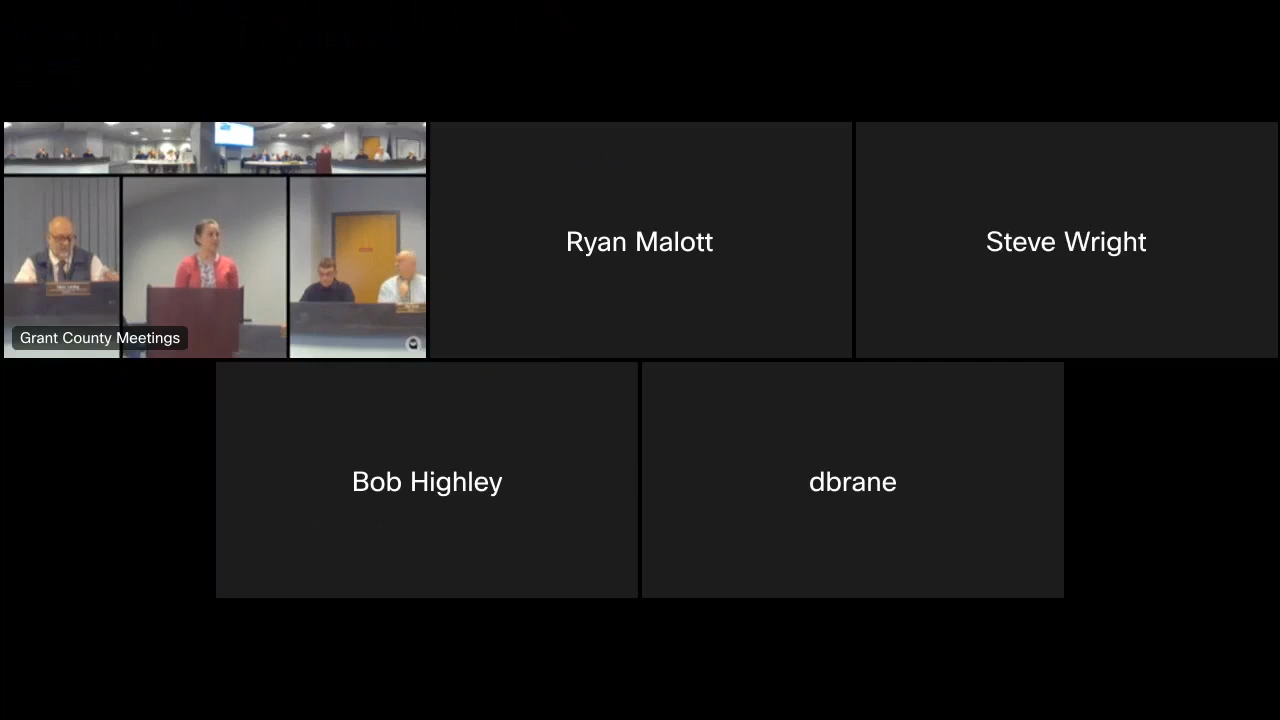 Grant County Meetings
Ryan Malott
Steve Wright
Bob Highley
dbrane